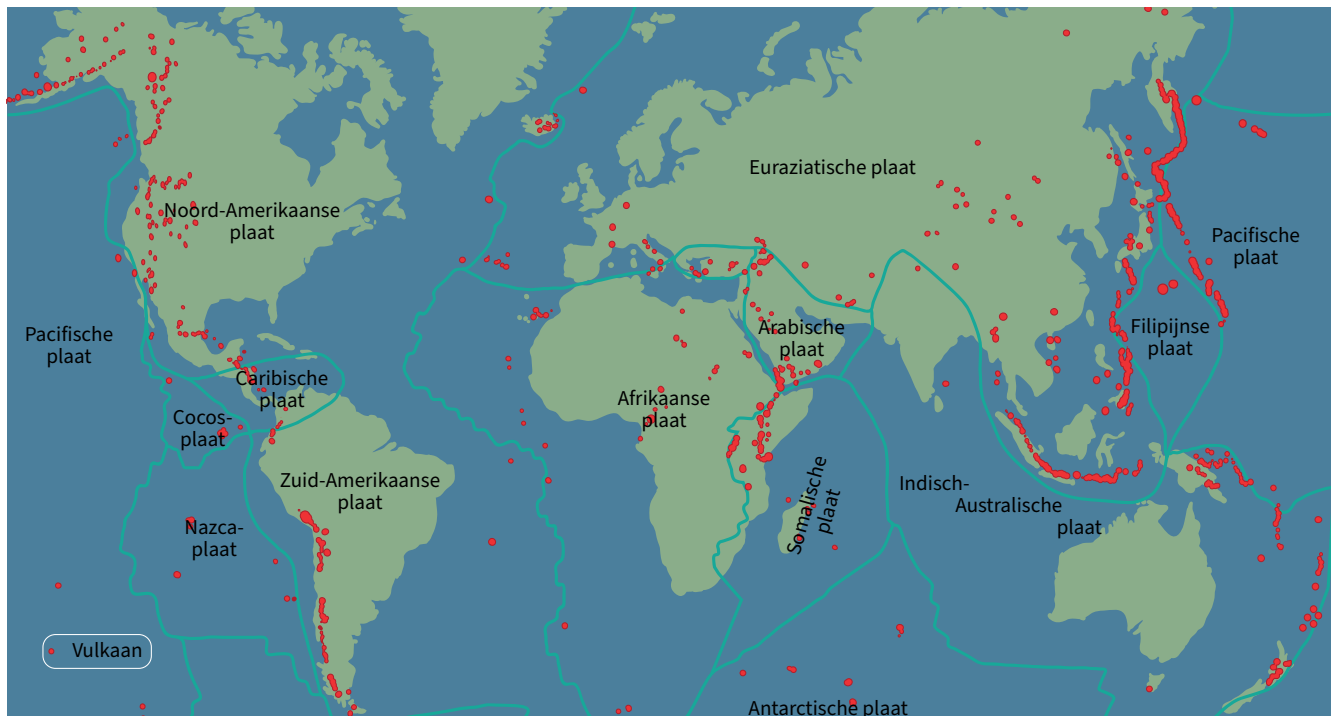 Euraziatische plaat
Noord-Amerikaanse
plaat
Pacifische
plaat
Pacifische
plaat
Filipijnse
plaat
Arabische
plaat
Caribische
plaat
Cocos-
plaat
Afrikaanse
plaat
Zuid-Amerikaanse
plaat
Somalische
plaat
Indisch-
Australische
plaat
Nazca-
plaat
Vulkaan
Antarctische plaat